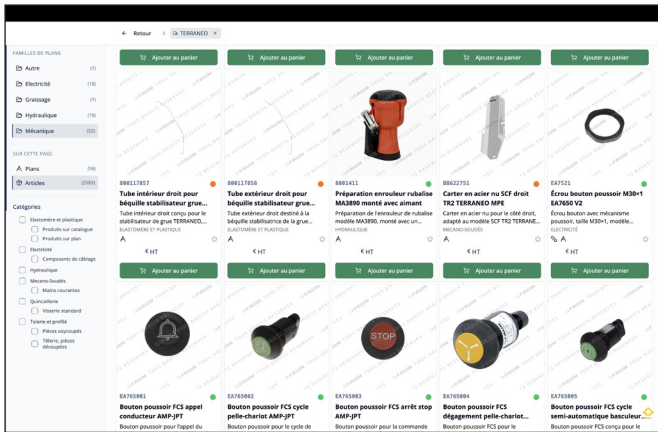 ← Retour > TERRANEO ×
FAMILLES DE PLANS
Autre (1)
Electricité (10)
Graissage (1)
Hydraulique (10)
Mécanique (52)
SUR CETTE PAGE
Plans (56)
Articles (2583)
Catégories
Elastomère et plastique
Produits sur catalogue
Produits sur plan
Electricité
Composants de câblage
Hydraulique
Mecano-Soudés
Mains courantes
Quincaillerie
Visserie standard
Tolerie et profilé
Pièces oxycoupés
Tôlerie, pièces
découpées
Ajouter au panier
Ajouter au panier
Ajouter au panier
Ajouter au panier
Ajouter au panier
800117857
Tube intérieur droit pour
béquille stabilisateur grue...
Tube intérieur droit conçu pour le
stabilisateur de grue TERRANEO,...
ELASTOMÈRE ET PLASTIQUE
€ HT
Ajouter au panier
800117858
Tube extérieur droit pour
béquille stabilisateur grue...
Tube extérieur droit destiné à la
béquille stabilisatrice de la grue...
ELASTOMÈRE ET PLASTIQUE
€ HT
Ajouter au panier
8001411
Préparation enrouleur rubalise
MA3890 monté avec aimant
Préparation de l'enrouleur de rubalise
modèle MA3890, monté avec un...
HYDRAULIQUE
€ HT
Ajouter au panier
BB622751
Carter en acier nu SCF droit
TR2 TERRANEO MPE
Carter en acier nu pour le côté droit,
adapté au modèle SCF TR2 TERRANE...
MECANO-SOUDÉS
€ HT
Ajouter au panier
EA7521
Écrou bouton poussoir M30×1
EA7650 V2
Écrou bouton avec mécanisme
poussoir, taille M30×1, modèle...
ELECTRICITÉ
€ HT
Ajouter au panier
EA765001
Bouton poussoir FCS appel
conducteur AMP-JPT
Bouton poussoir pour l'appel du
EA765002
Bouton poussoir FCS cycle
pelle-chariot AMP-JPT
Bouton poussoir pour le cycle de
STOP
EA765003
Bouton poussoir FCS arrêt stop
AMP-JPT
Bouton poussoir pour la commande
EA765004
Bouton poussoir FCS
dégagement pelle-chariot...
Bouton poussoir FCS pour le
EA765005
Bouton poussoir FCS cycle
semi-automatique basculeur...
Bouton poussoir FCS conçu pour le